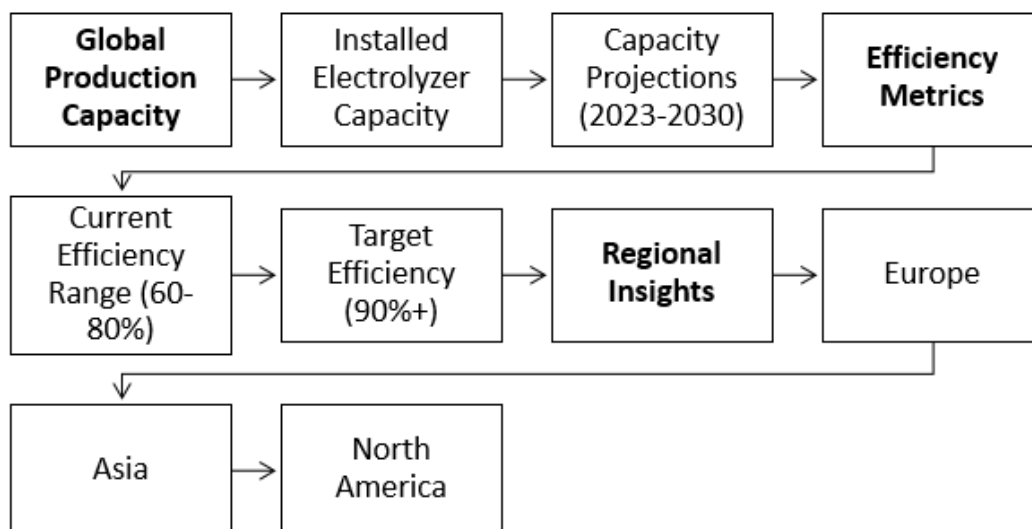 Global
Production
Capacity
Installed
Electrolyzer
Capacity
Capacity
Projections
(2023-2030)
Efficiency
Metrics
Current
Efficiency
Range (60-
80%)
Target
Efficiency
(90%+)
Regional
Insights
Europe
Asia
North
America